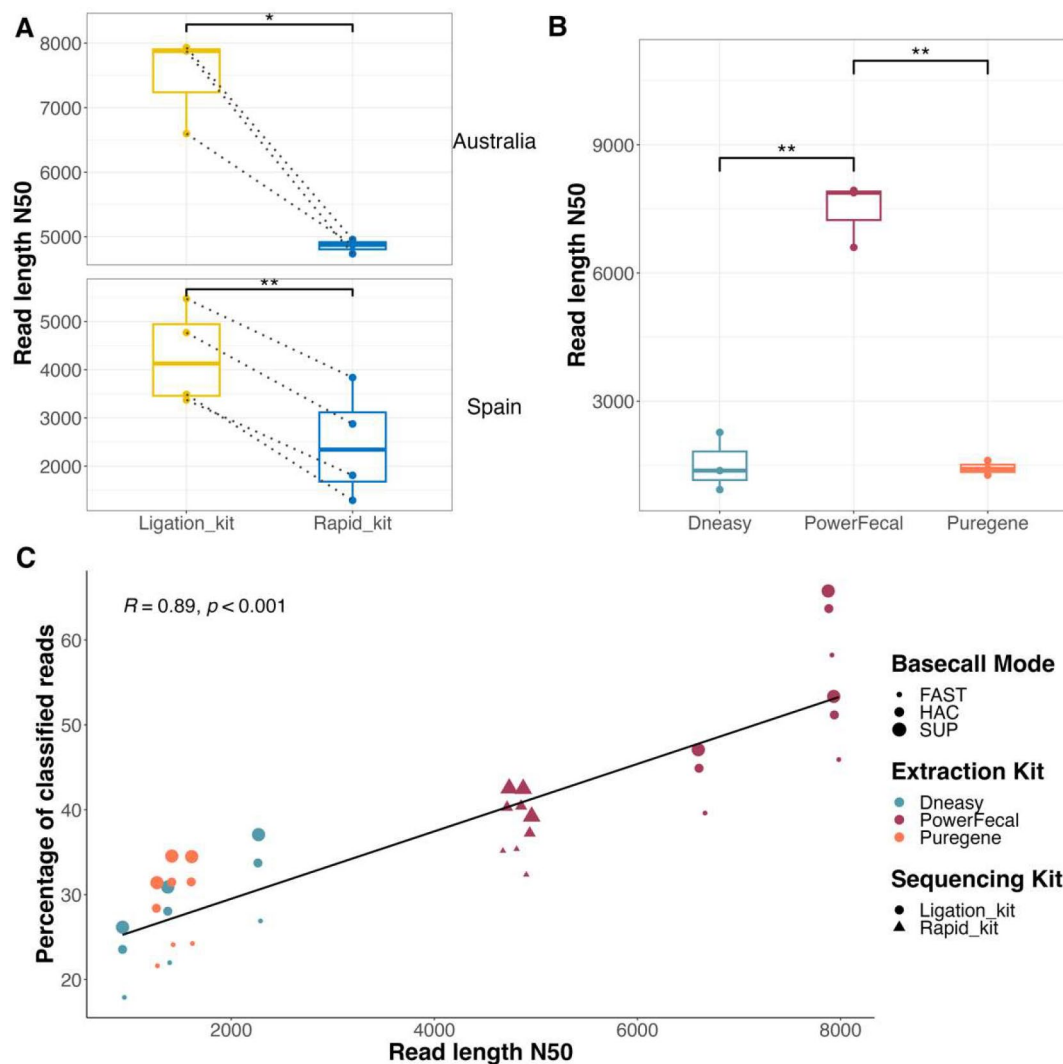 A
*
8000
7000
6000
5000
Australia
**
5000
4000
3000
2000
Spain
Read length N50
Read length N50
Ligation_kit Rapid_kit
B
**
**
9000
6000
3000
Read length N50
Dneasy PowerFecal Puregene
C
R = 0.89, p < 0.001
60
50
40
30
20
Percentage of classified reads
2000 4000 6000 8000
Read length N50
Basecall Mode
FAST
HAC
SUP
Extraction Kit
Dneasy
PowerFecal
Puregene
Sequencing Kit
Ligation_kit
Rapid_kit